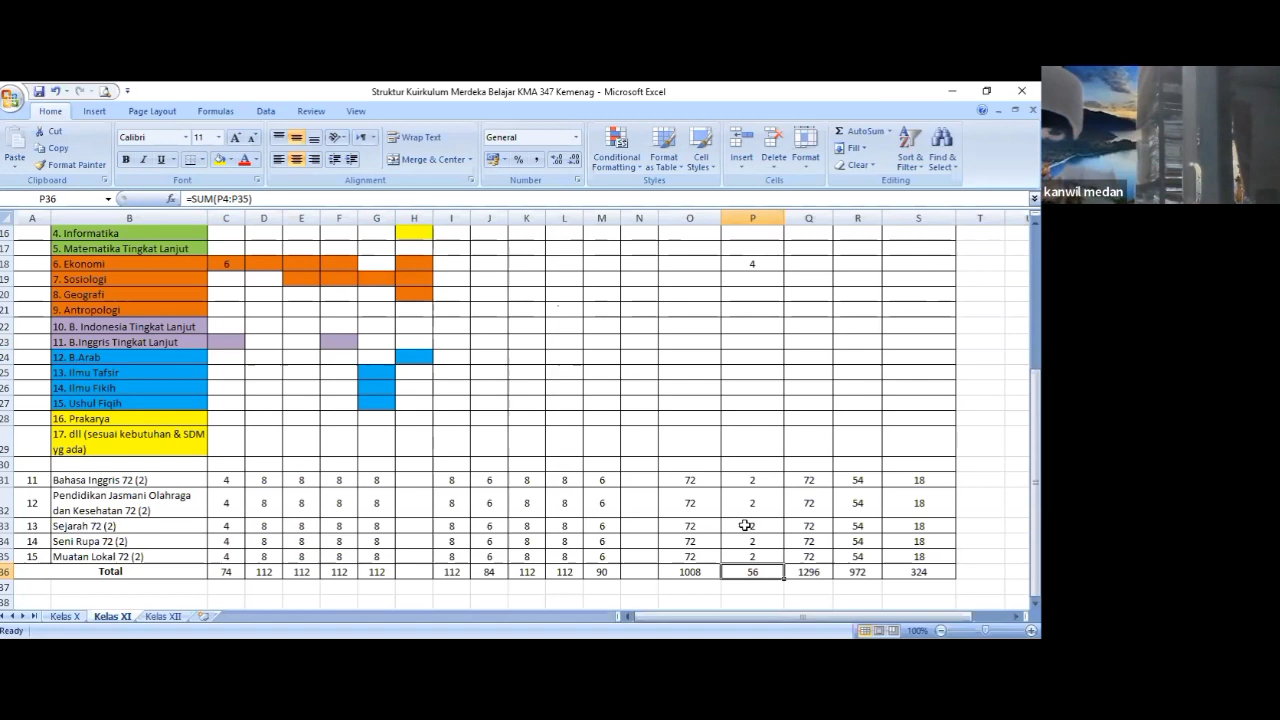 Struktur Kuirkulum Merdeka Belajar KMA 347 Kemenag - Microsoft Excel
Home Insert Page Layout Formulas Data Review View
Cut
Copy
Format Painter
Paste
Calibri 11
B I U
Wrap Text
Merge & Center
General
Conditional Formatting
Format as Table
Cell Styles
Insert
Delete
Format
AutoSum
Fill
Clear
Sort & Filter
Find & Select
Clipboard Font Alignment Number Styles Cells Editing
P36 fx =SUM(P4:P35)
kanwil medan
A B C D E F G H I J K L M N O P Q R S T
16 4. Informatika
17 5. Matematika Tingkat Lanjut
18 6. Ekonomi 6 4
19 7. Sosiologi
20 8. Geografi
21 9. Antropologi
22 10. B. Indonesia Tingkat Lanjut
23 11. B.Inggris Tingkat Lanjut
24 12. B.Arab
25 13. Ilmu Tafsir
26 14. Ilmu Fikih
27 15. Ushul Fiqih
28 16. Prakarya
17. dll (sesuai kebutuhan & SDM
29 yg ada)
30
31 11 Bahasa Inggris 72 (2) 4 8 8 8 8 8 6 8 8 6 72 2 72 54 18
Pendidikan Jasmani Olahraga
32 12 dan Kesehatan 72 (2) 4 8 8 8 8 8 6 8 8 6 72 2 72 54 18
33 13 Sejarah 72 (2) 4 8 8 8 8 8 6 8 8 6 72 2 72 54 18
34 14 Seni Rupa 72 (2) 4 8 8 8 8 8 6 8 8 6 72 2 72 54 18
35 15 Muatan Lokal 72 (2) 4 8 8 8 8 8 6 8 8 6 72 2 72 54 18
36 Total 74 112 112 112 112 112 84 112 112 90 1008 56 1296 972 324
37
38
Kelas X Kelas XI Kelas XII
Ready 100%